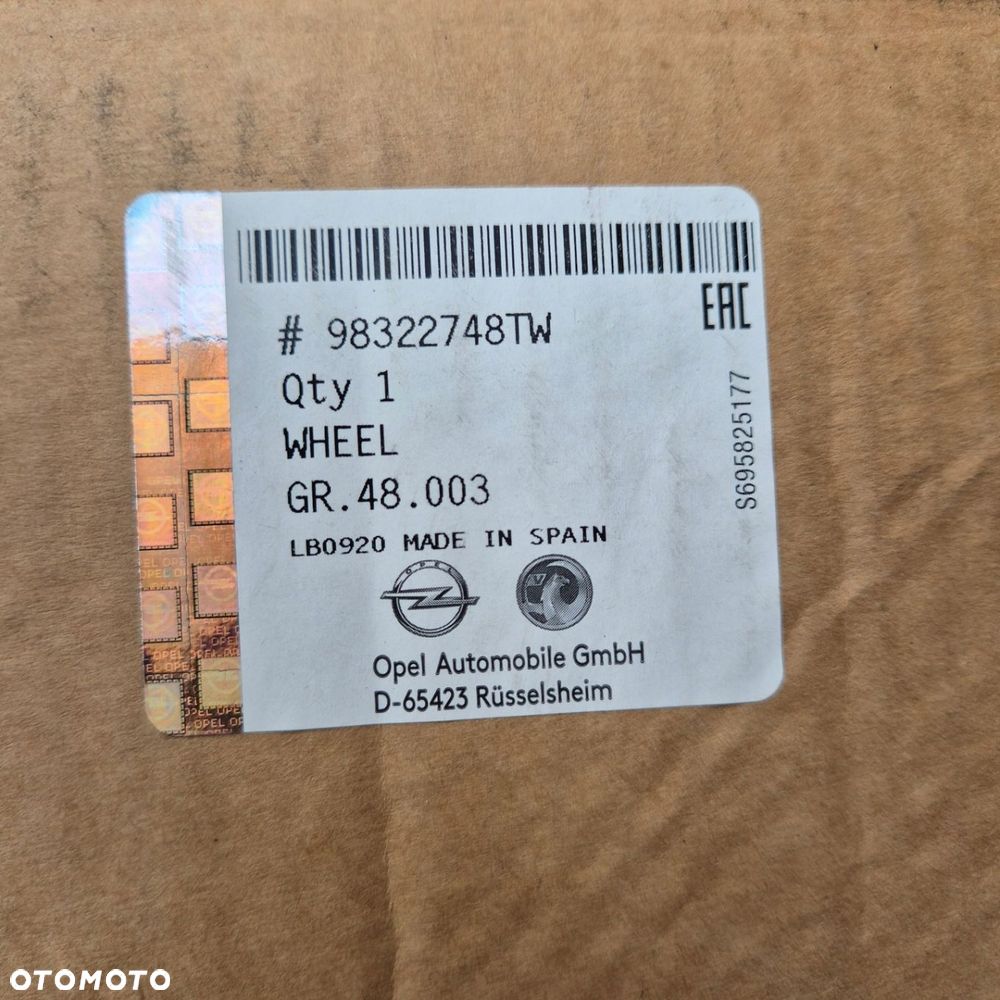 EAC
# 98322748TW
Qty 1
WHEEL
GR.48.003
LB0920 MADE IN SPAIN
S695825177
OPEL
Opel Automobile GmbH
D-65423 Rüsselsheim
OTOMOTO